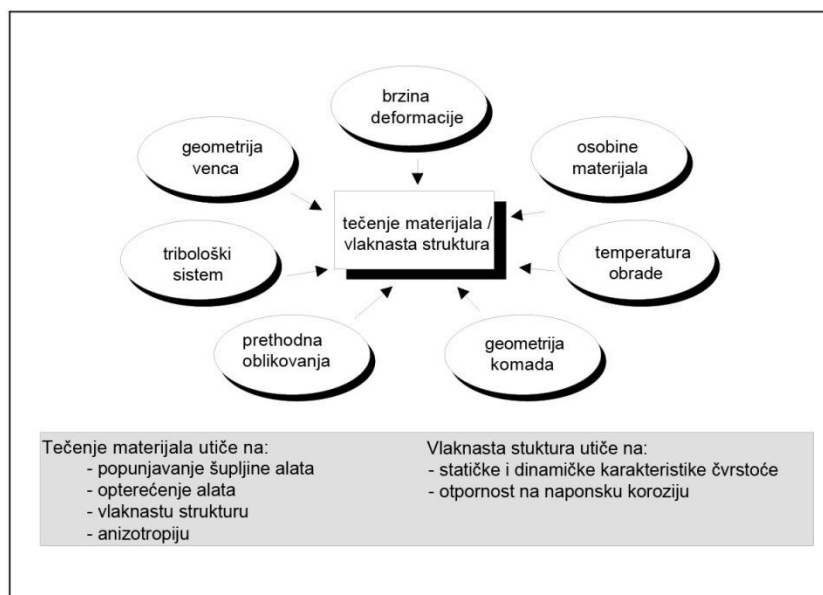 brzina
deformacije
geometrija
venca
osobine
materijala
tečenje materijala /
vlaknasta struktura
tribološki
sistem
temperatura
obrade
prethodna
oblikovanja
geometrija
komada
Tečenje materijala utiče na:
- popunjavanje šupljine alata
- opterećenje alata
- vlaknastu strukturu
- anizotropiju
Vlaknasta stuktura utiče na:
- statičke i dinamičke karakteristike čvrstoće
- otpornost na naponsku koroziju